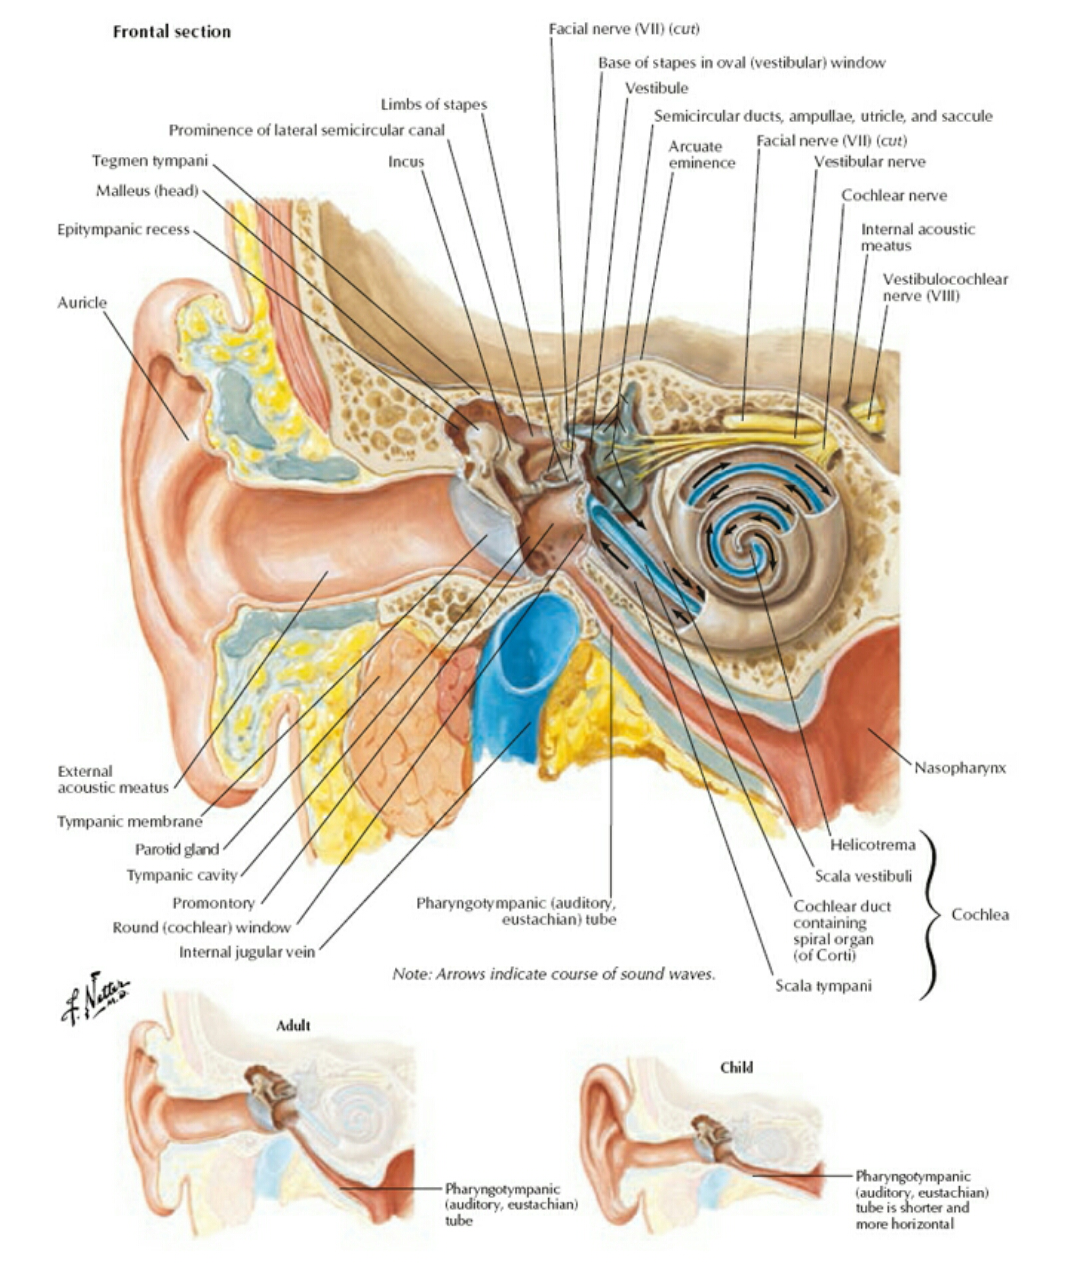 Frontal section
Facial nerve (VII) (cut)
Base of stapes in oval (vestibular) window
Vestibule
Limbs of stapes
Semicircular ducts, ampullae, utricle, and saccule
Prominence of lateral semicircular canal
Facial nerve (VII) (cut)
Arcuate
eminence
Tegmen tympani
Incus
Vestibular nerve
Malleus (head)
Cochlear nerve
Epitympanic recess
Internal acoustic
meatus
Vestibulocochlear
nerve (VIII)
Auricle
External
acoustic meatus
Nasopharynx
Tympanic membrane
Parotid gland
Helicotrema
Tympanic cavity
Scala vestibuli
Promontory
Pharyngotympanic (auditory,
eustachian) tube
Cochlear duct
containing
spiral organ
(of Corti)
Cochlea
Round (cochlear) window
Internal jugular vein
Note: Arrows indicate course of sound waves.
Scala tympani
F. Netter
M.D.
Adult
Child
Pharyngotympanic
(auditory, eustachian)
tube
Pharyngotympanic
(auditory, eustachian)
tube is shorter and
more horizontal